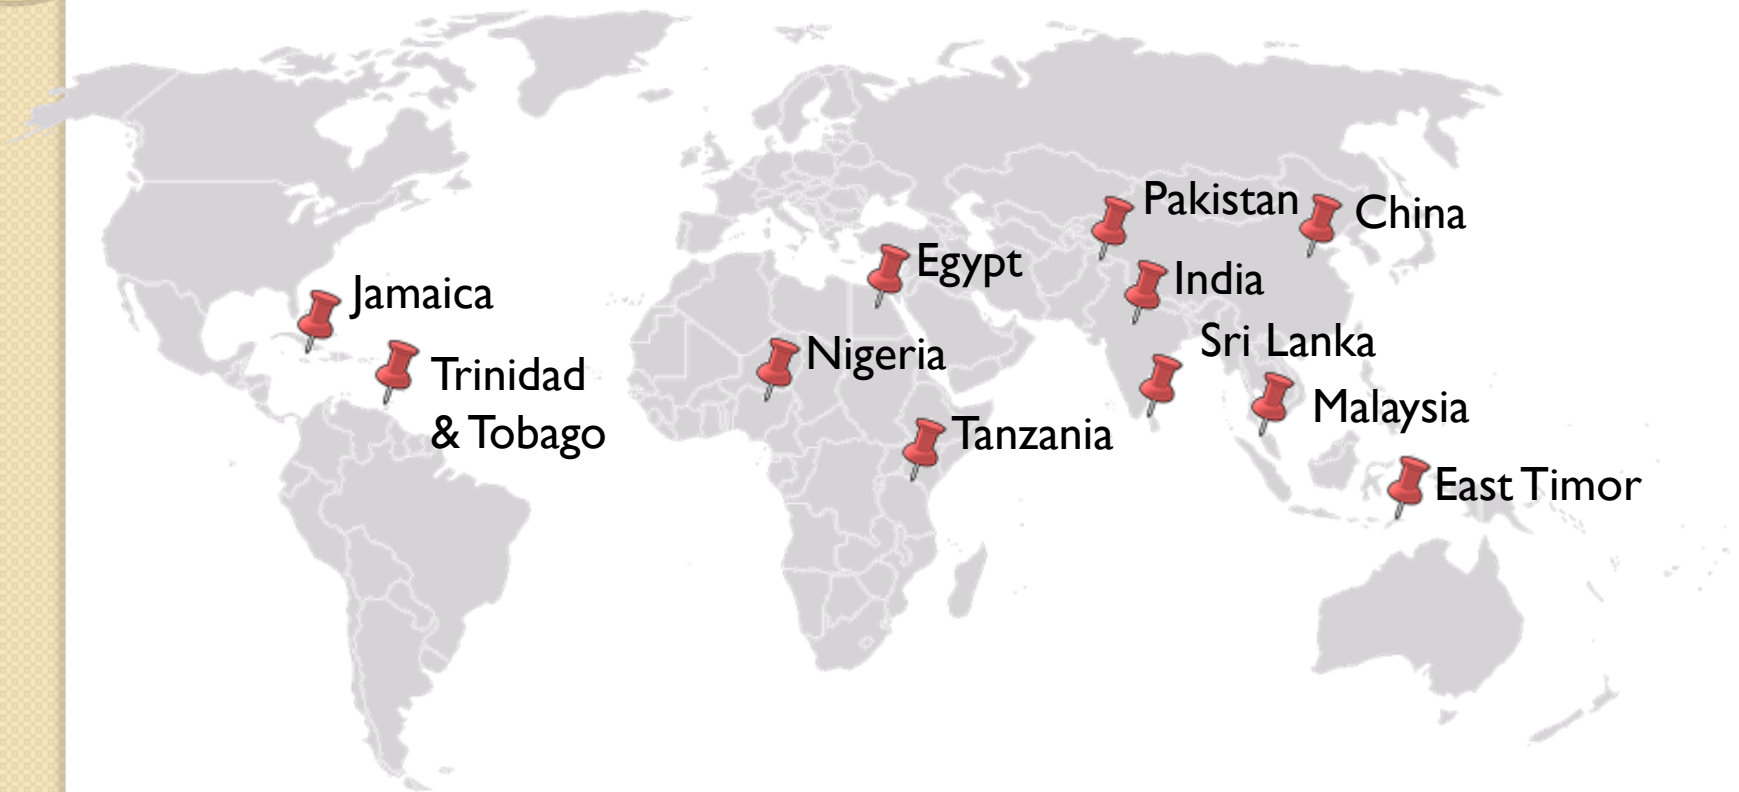 Pakistan
China
Egypt
India
Jamaica
Sri Lanka
Nigeria
Trinidad
& Tobago
Malaysia
Tanzania
East Timor